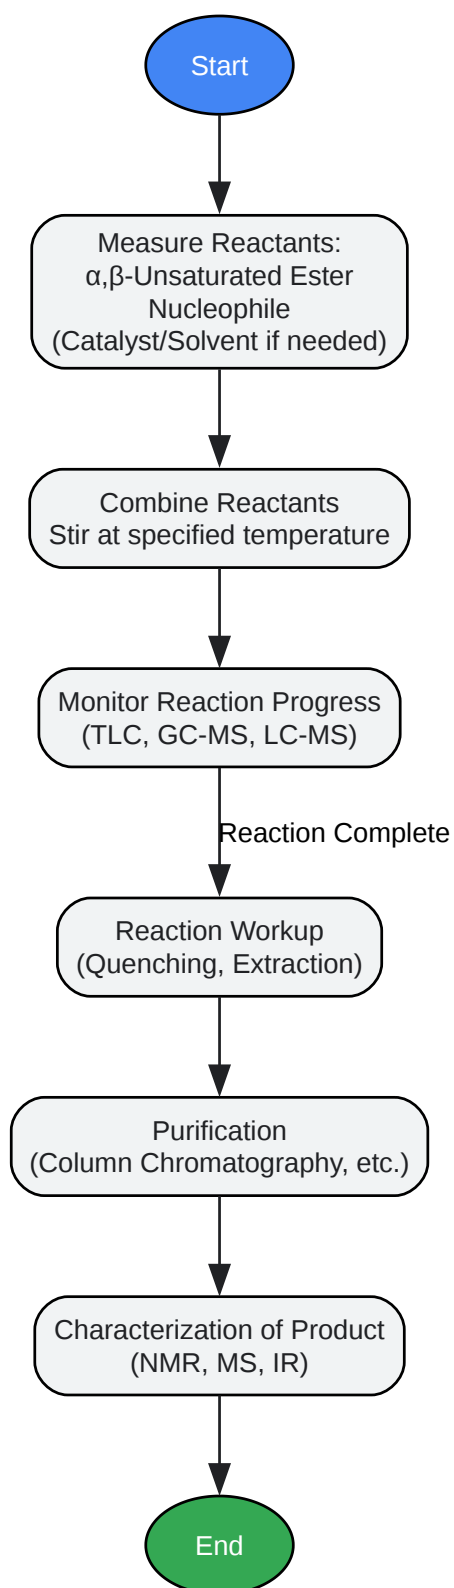 Start
Measure Reactants:
α,β-Unsaturated Ester
Nucleophile
(Catalyst/Solvent if needed)
Combine Reactants
Stir at specified temperature
Monitor Reaction Progress
(TLC, GC-MS, LC-MS)
Reaction Complete
Reaction Workup
(Quenching, Extraction)
Purification
(Column Chromatography, etc.)
Characterization of Product
(NMR, MS, IR)
End